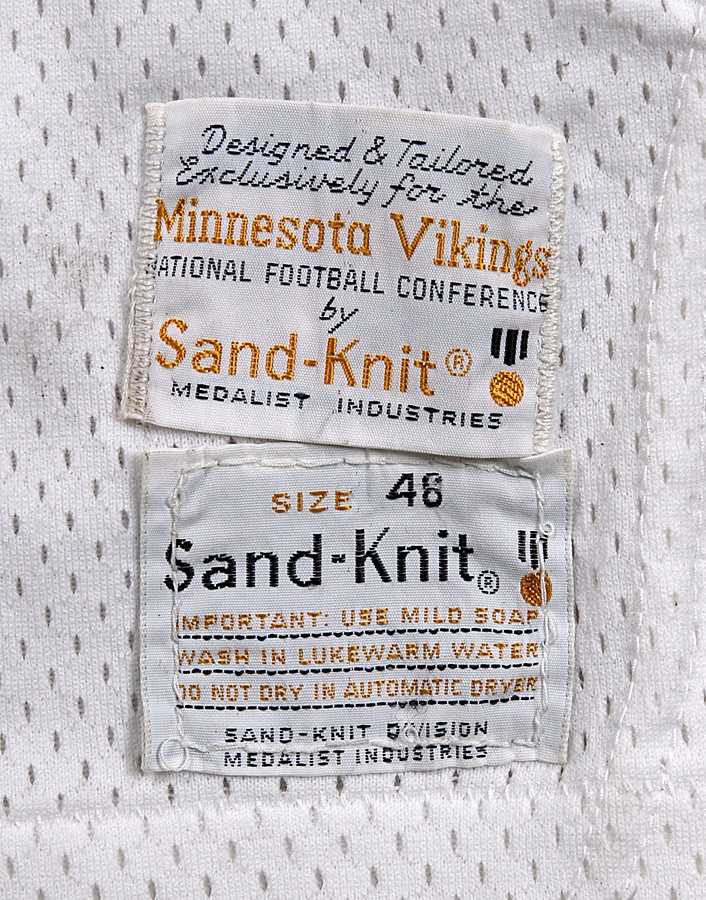 Designed & Tailored
Exclusively for the
Minnesota Vikings
NATIONAL FOOTBALL CONFERENCE
by
Sand-Knit®
MEDALIST INDUSTRIES
SIZE 48
Sand-Knit®
IMPORTANT: USE MILD SOAP
WASH IN LUKEWARM WATER
DO NOT DRY IN AUTOMATIC DRYER
SAND-KNIT DIVISION
MEDALIST INDUSTRIES